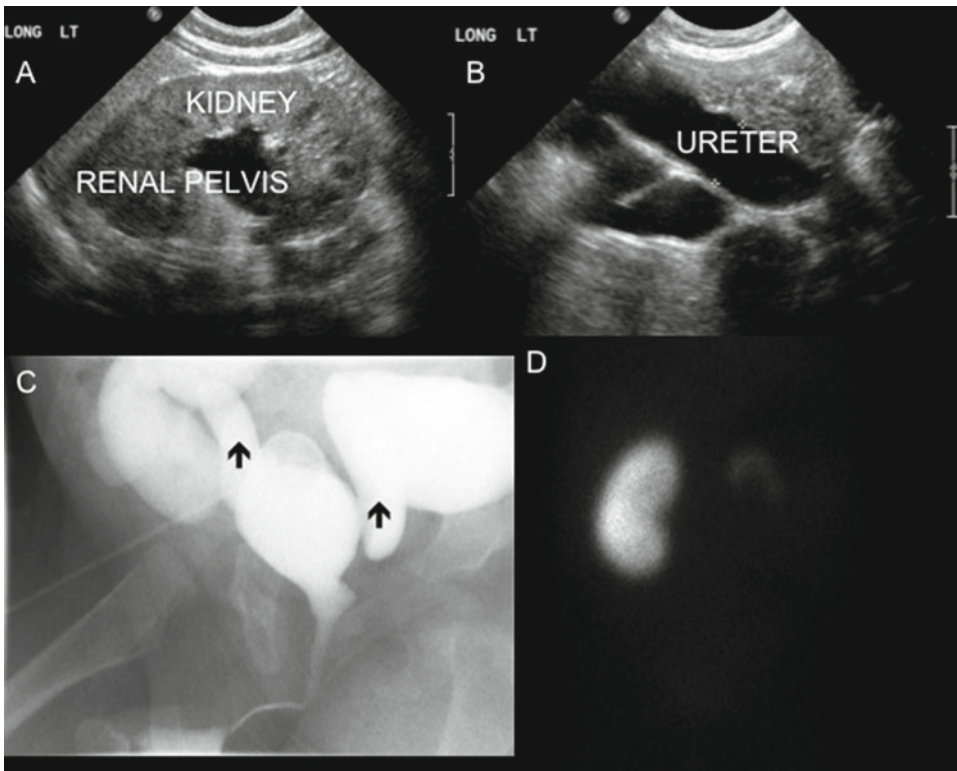 LONG LT
A
KIDNEY
RENAL PELVIS
LONG LT
B
URETER
C
D